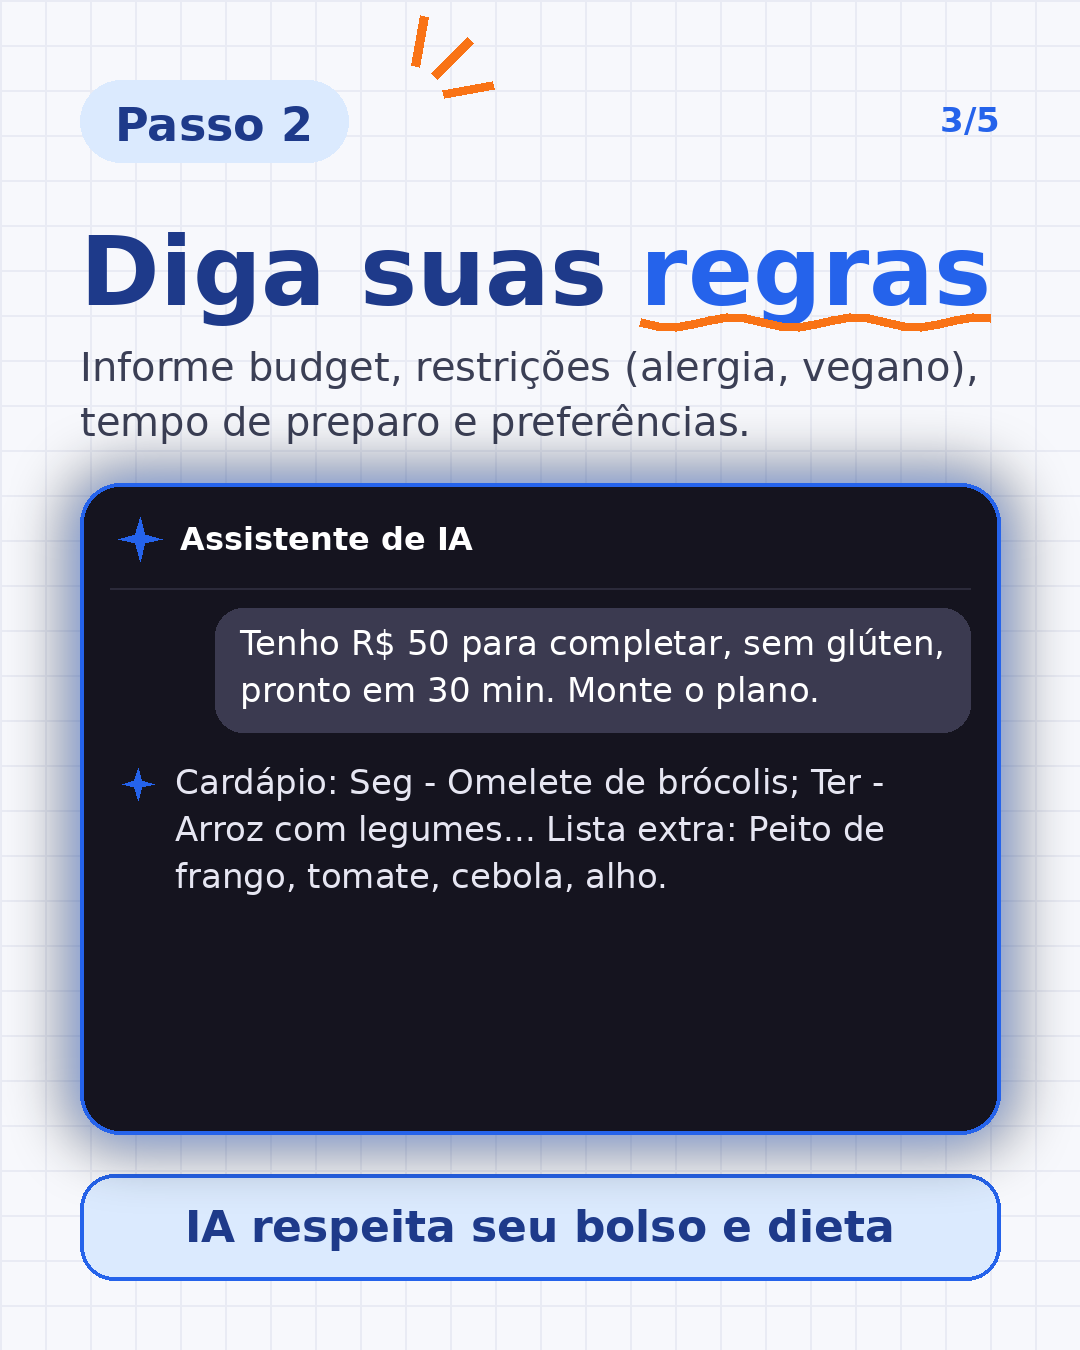 Passo 2
3/5
Diga suas regras
Informe budget, restrições (alergia, vegano),
tempo de preparo e preferências.
Assistente de IA
Tenho R$ 50 para completar, sem glúten,
pronto em 30 min. Monte o plano.
Cardápio: Seg - Omelete de brócolis; Ter -
Arroz com legumes... Lista extra: Peito de
frango, tomate, cebola, alho.
IA respeita seu bolso e dieta